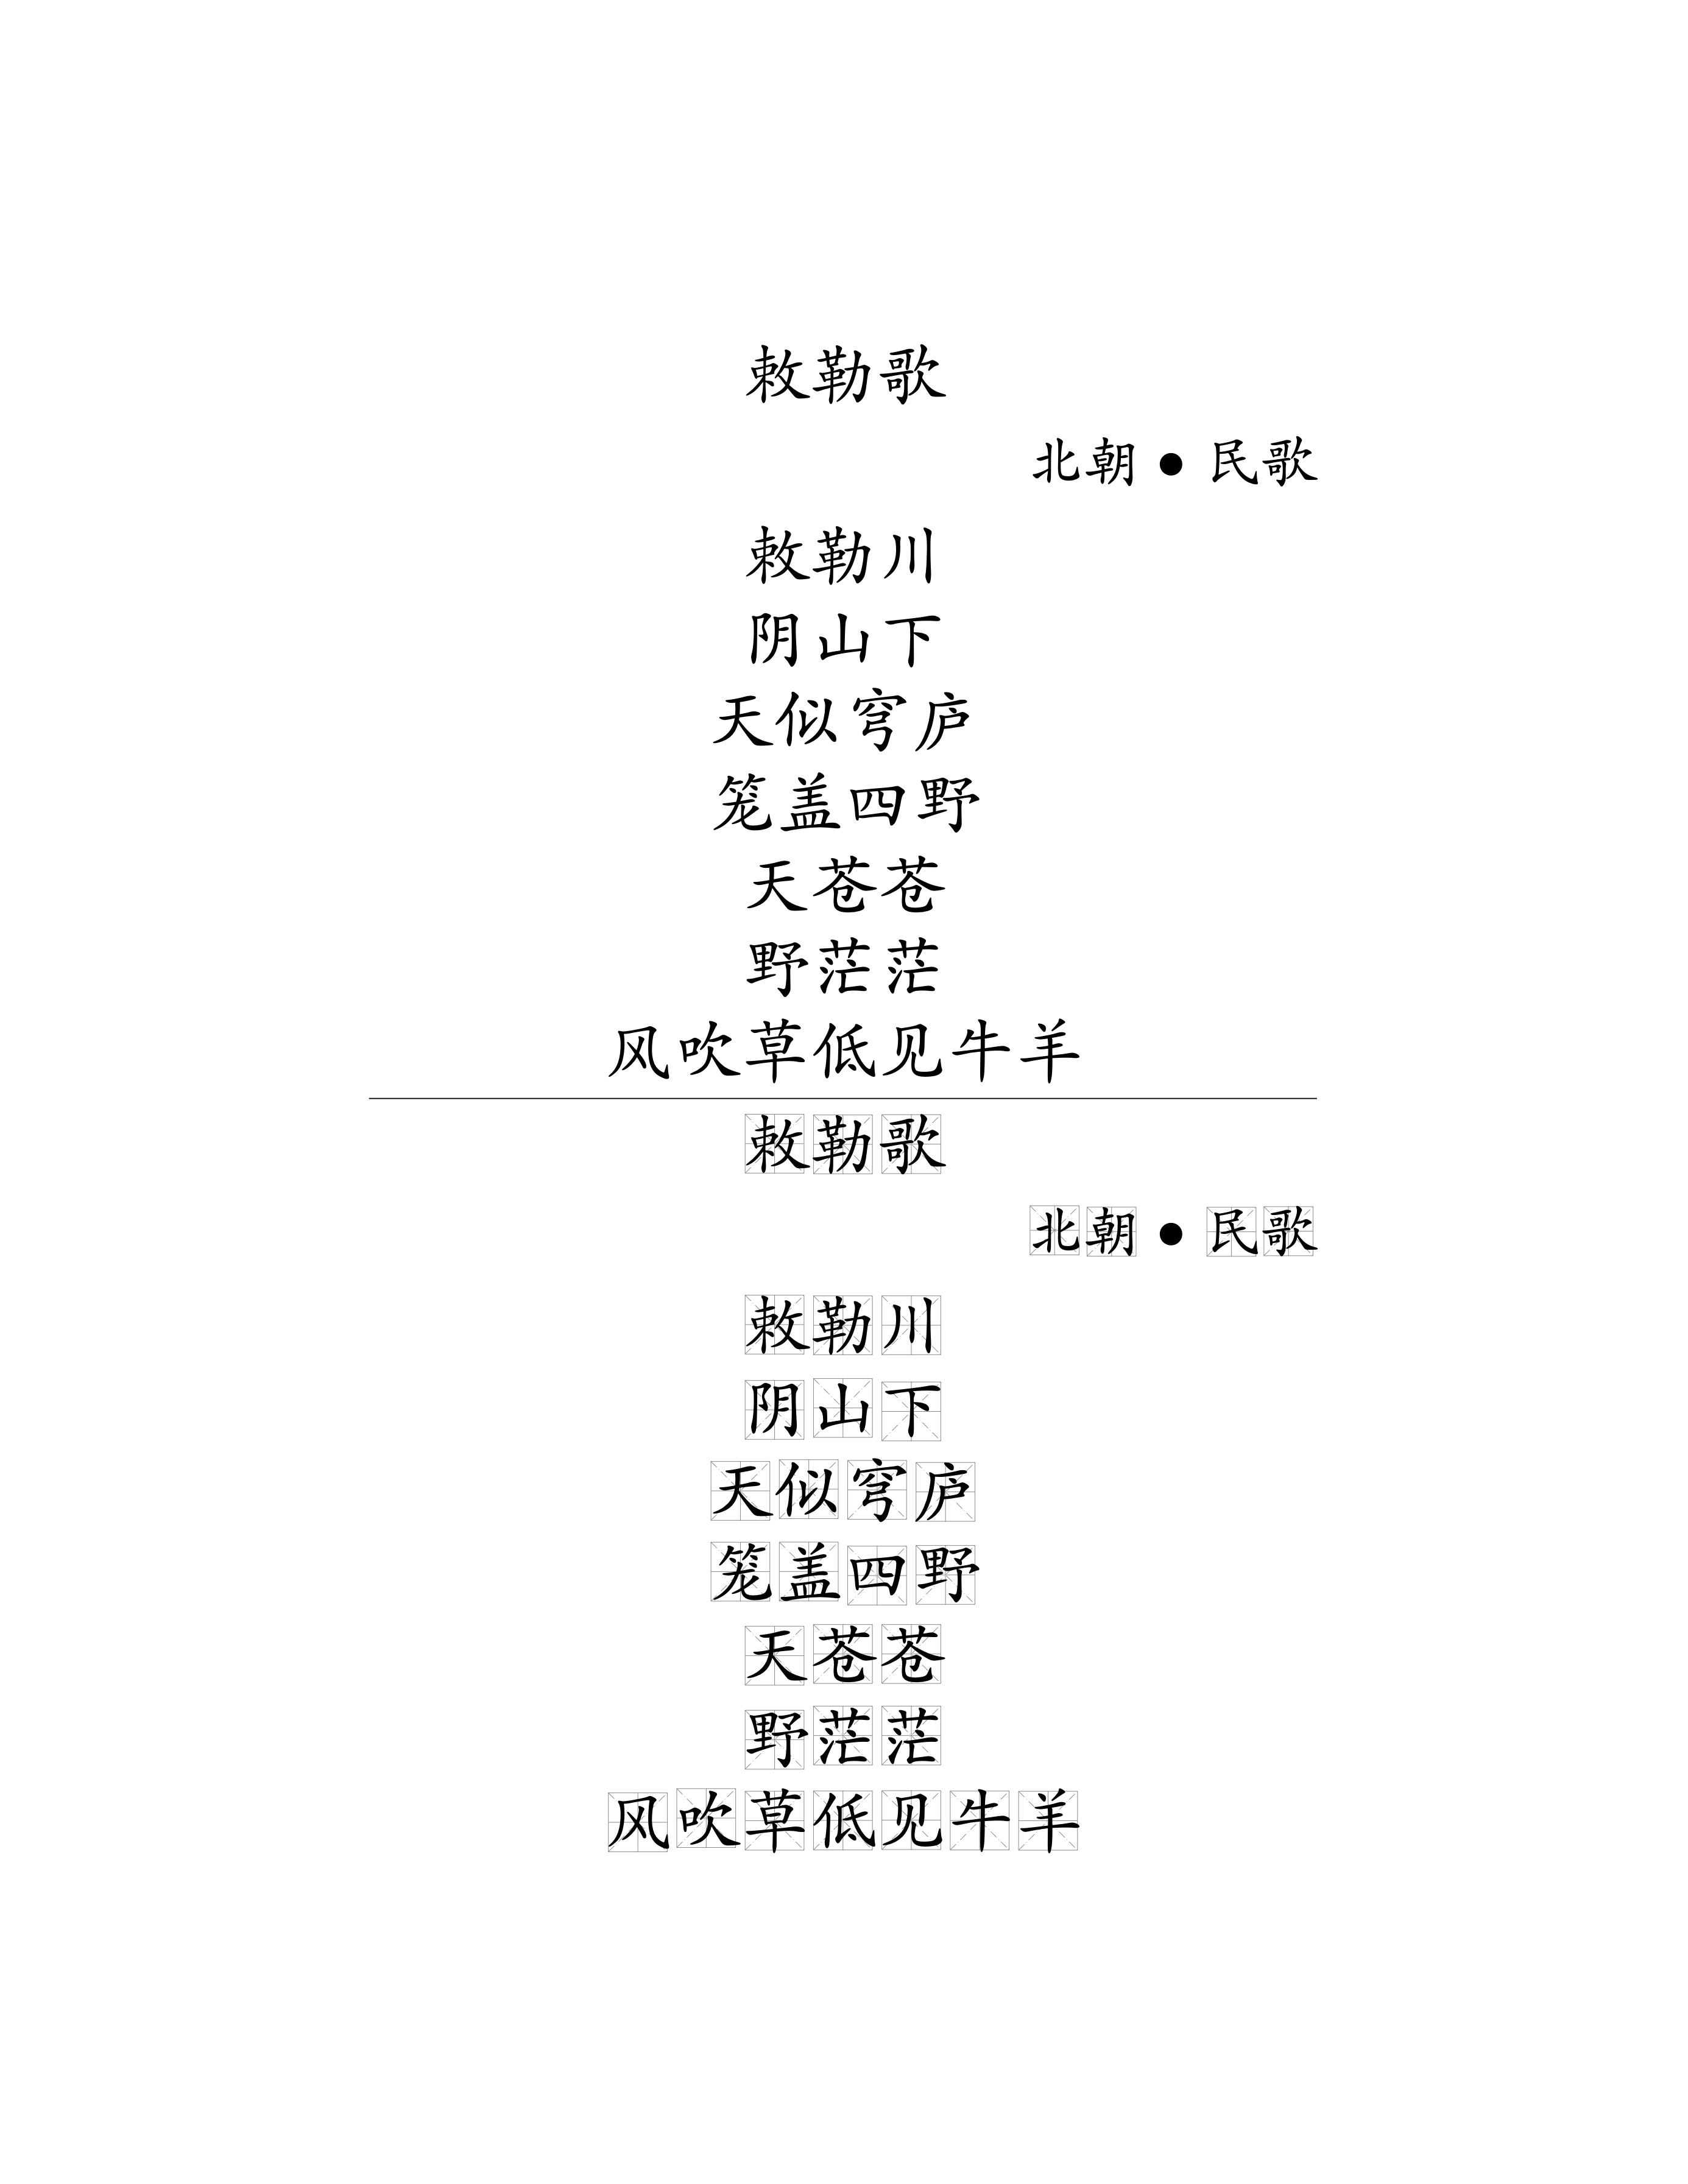 敕勒歌
北朝 ● 民歌
敕勒川
阴山下
天似穹庐
笼盖四野
天苍苍
野茫茫
风吹草低见牛羊
敕勒歌
北朝 ● 民歌
敕勒川
阴山下
天似穹庐
笼盖四野
天苍苍
野茫茫
风吹草低见牛羊